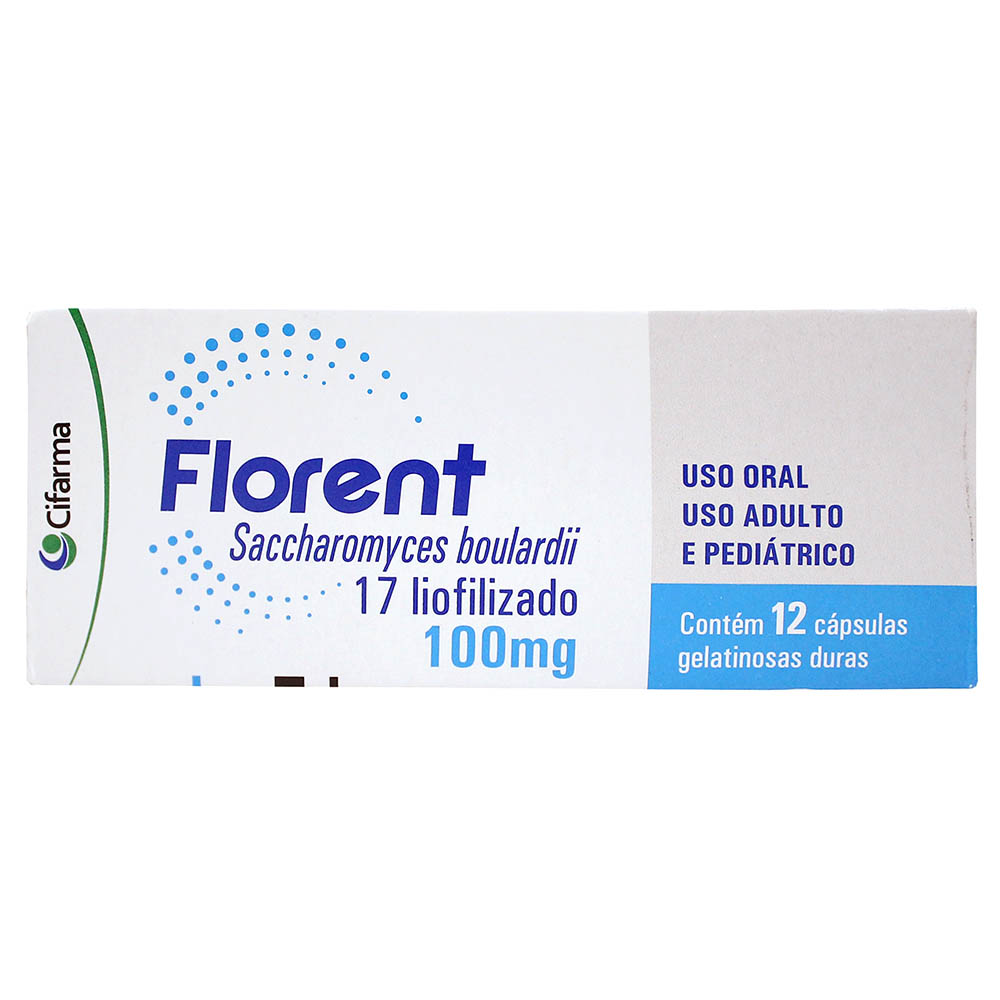 Cifarma
Florent
Saccharomyces boulardii
17 liofilizado
100mg
USO ORAL
USO ADULTO
E PEDIÁTRICO
Contém 12 cápsulas
gelatinosas duras